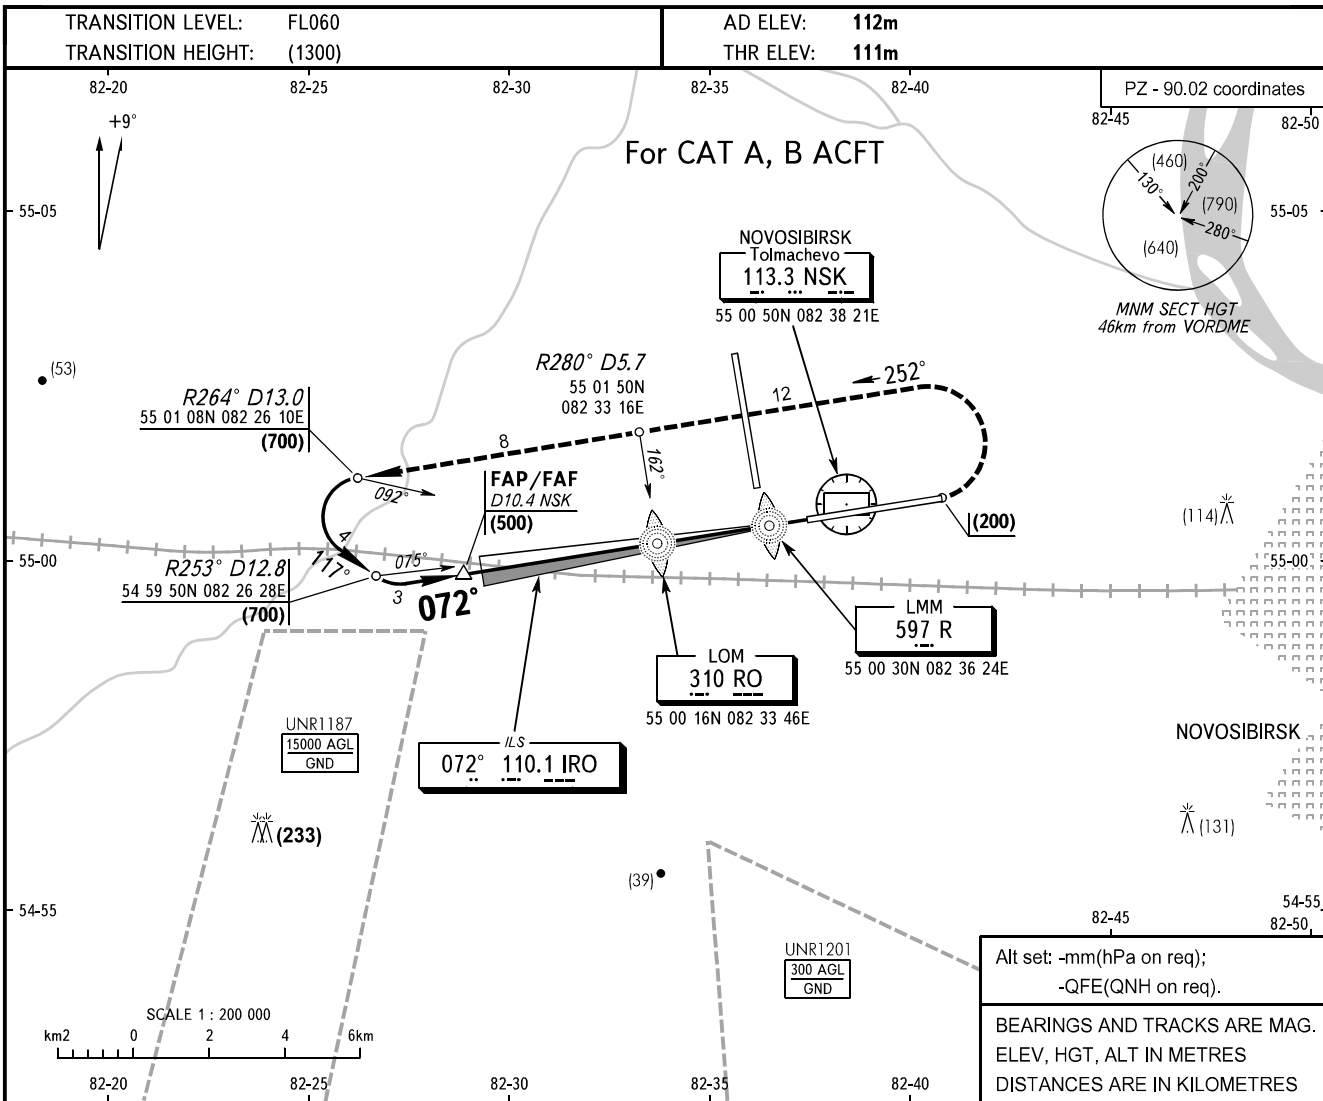 TRANSITION LEVEL: FL060
TRANSITION HEIGHT: (1300)
AD ELEV: 112m
THR ELEV: 111m
82-20 82-25 82-30 82-35 82-40
PZ - 90.02 coordinates
82-45 82-50
+9°
For CAT A, B ACFT
55-05
55-05
(460)
130°
200°
(790)
280°
(640)
MNM SECT HGT
46km from VORDME
NOVOSIBIRSK
Tolmachevo
113.3 NSK
55 00 50N 082 38 21E
(53)
R280° D5.7
55 01 50N
082 33 16E
252°
12
R264° D13.0
55 01 08N 082 26 10E
(700)
8
162°
092°
FAP/FAF
D10.4 NSK
(500)
(200)
(114)
55-00
55-00
4
117°
075°
R253° D12.8
54 59 50N 082 26 28E
(700)
3
072°
LMM
597 R
55 00 30N 082 36 24E
LOM
310 RO
55 00 16N 082 33 46E
UNR1187
15000 AGL
GND
ILS
072° 110.1 IRO
NOVOSIBIRSK
(233)
(131)
(39)
54-55
54-55
82-45
82-50
UNR1201
300 AGL
GND
Alt set: -mm(hPa on req);
-QFE(QNH on req).
SCALE 1 : 200 000
km2 0 2 4 6km
BEARINGS AND TRACKS ARE MAG.
ELEV, HGT, ALT IN METRES
DISTANCES ARE IN KILOMETRES
82-20 82-25 82-30 82-35 82-40